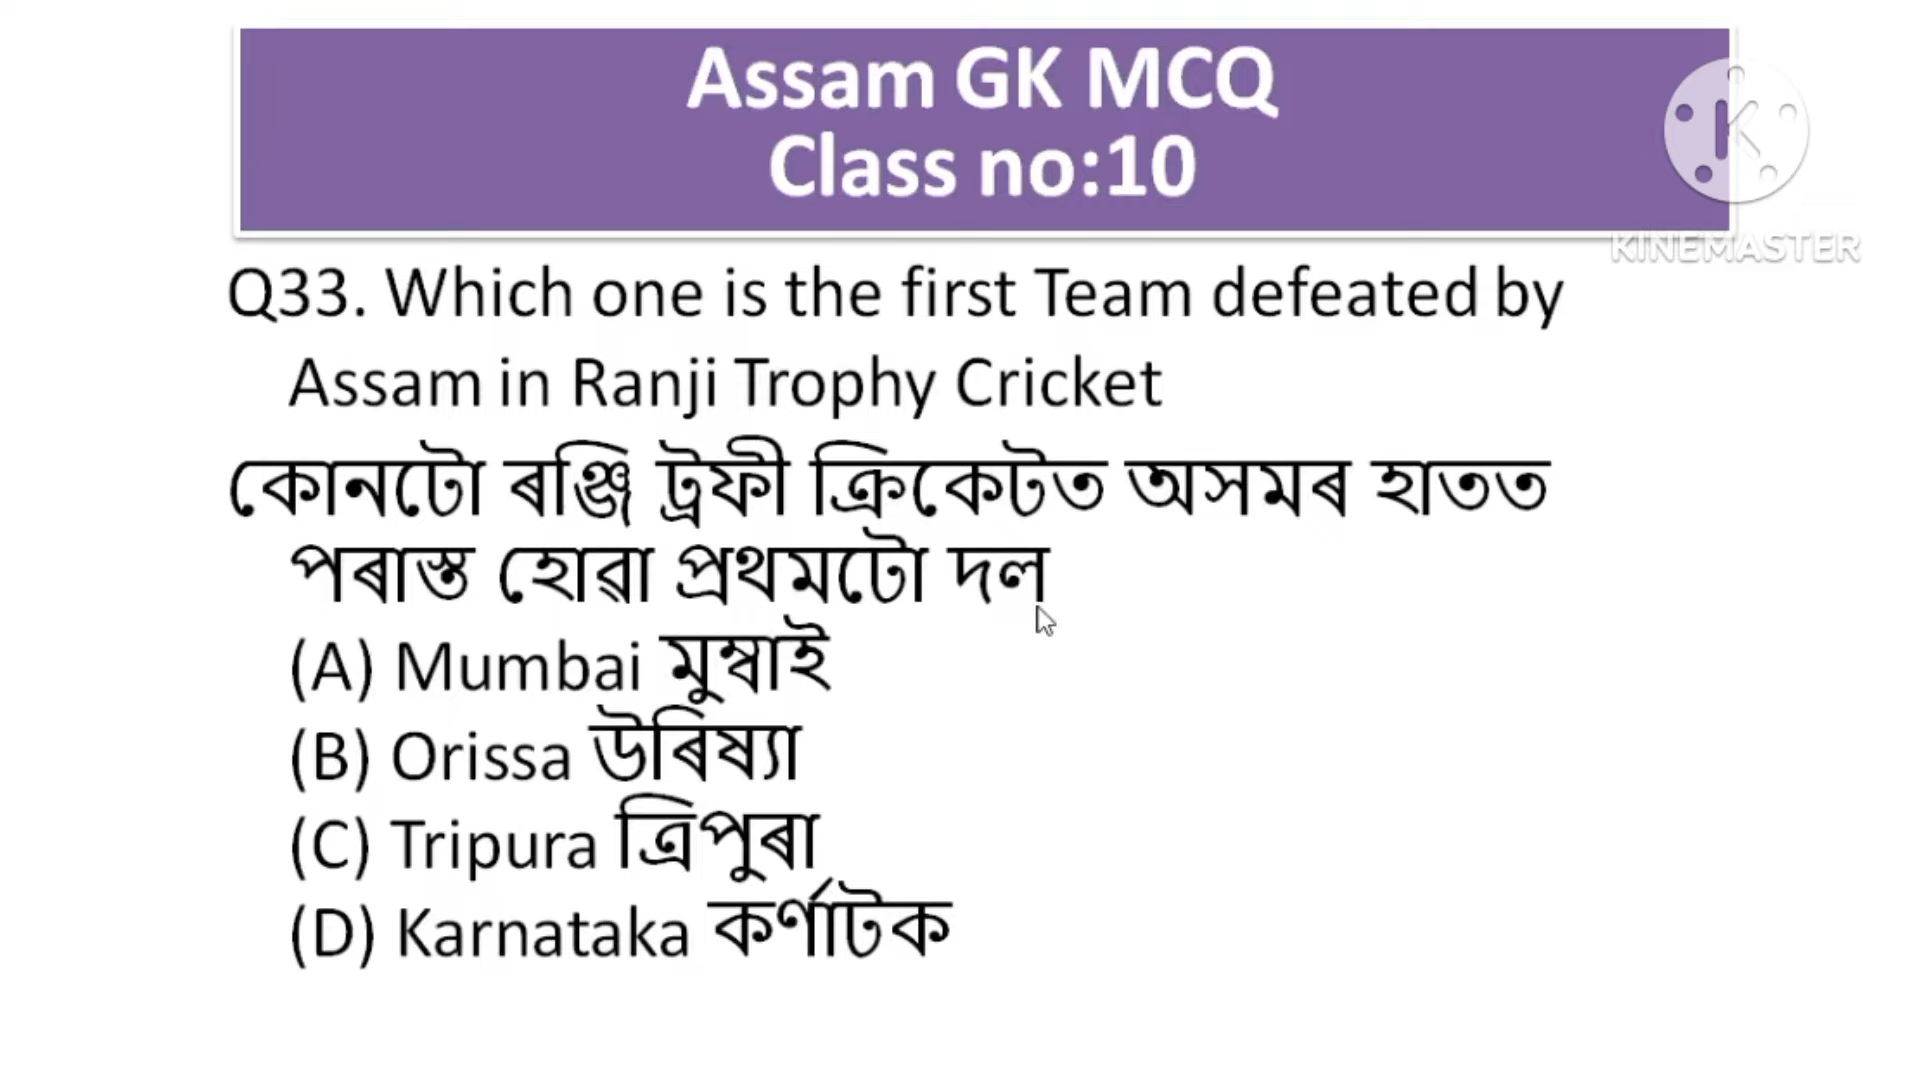 Assam GK MCQ
Class no:10
KINEMASTER
Q33. Which one is the first Team defeated by
Assam in Ranji Trophy Cricket
কোনটো ৰঞ্জি ট্ৰফী ক্ৰিকেটত অসমৰ হাতত
পৰাস্ত হোৱা প্ৰথমটো দল
(A) Mumbai মুম্বাই
(B) Orissa উৰিষ্যা
(C) Tripura ত্ৰিপুৰা
(D) Karnataka কৰ্ণাটক